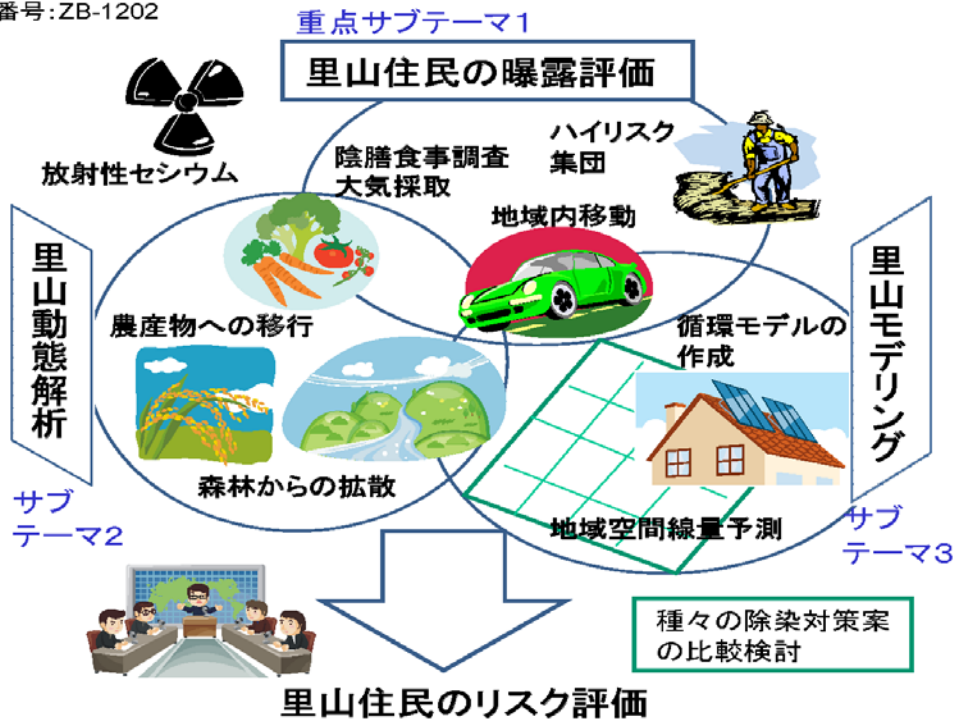 番号:ZB-1202
重点サブテーマ1
里山住民の曝露評価
放射性セシウム
陰膳食事調査
大気採取
ハイリスク
集団
地域内移動
里山動態解析
農産物への移行
森林からの拡散
サブ
テーマ2
循環モデルの
作成
地域空間線量予測
里山モデリング
サブ
テーマ3
種々の除染対策案
の比較検討
里山住民のリスク評価